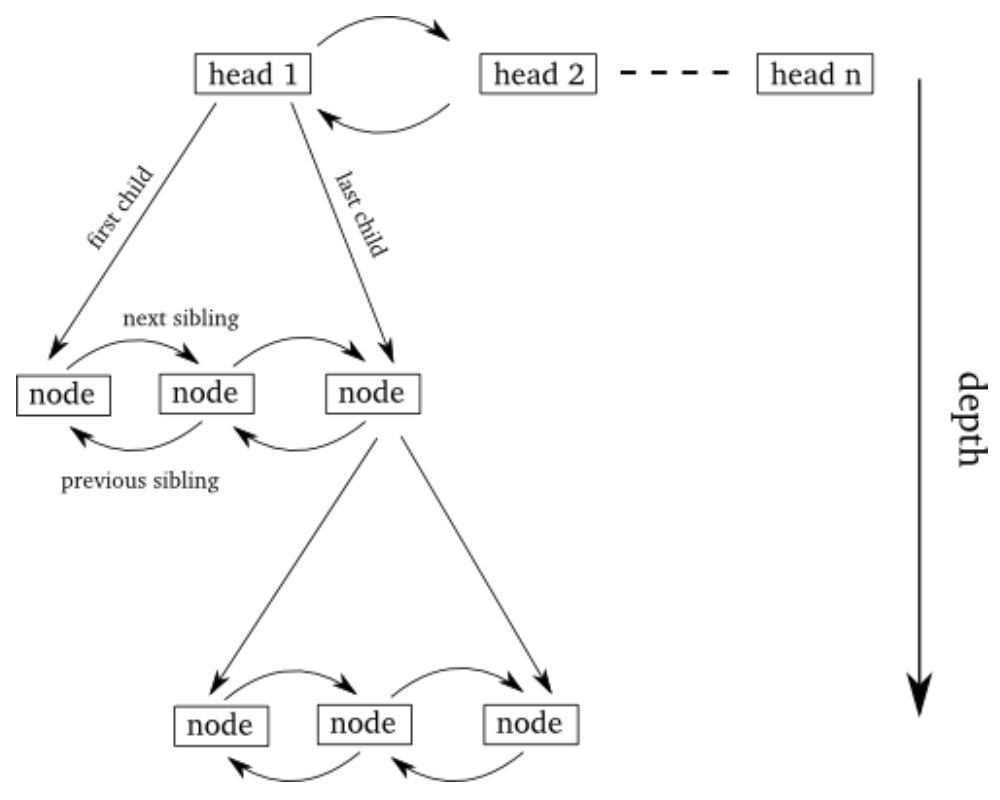 head 1
head 2
head n
first child
last child
next sibling
node
node
node
previous sibling
depth
node
node
node